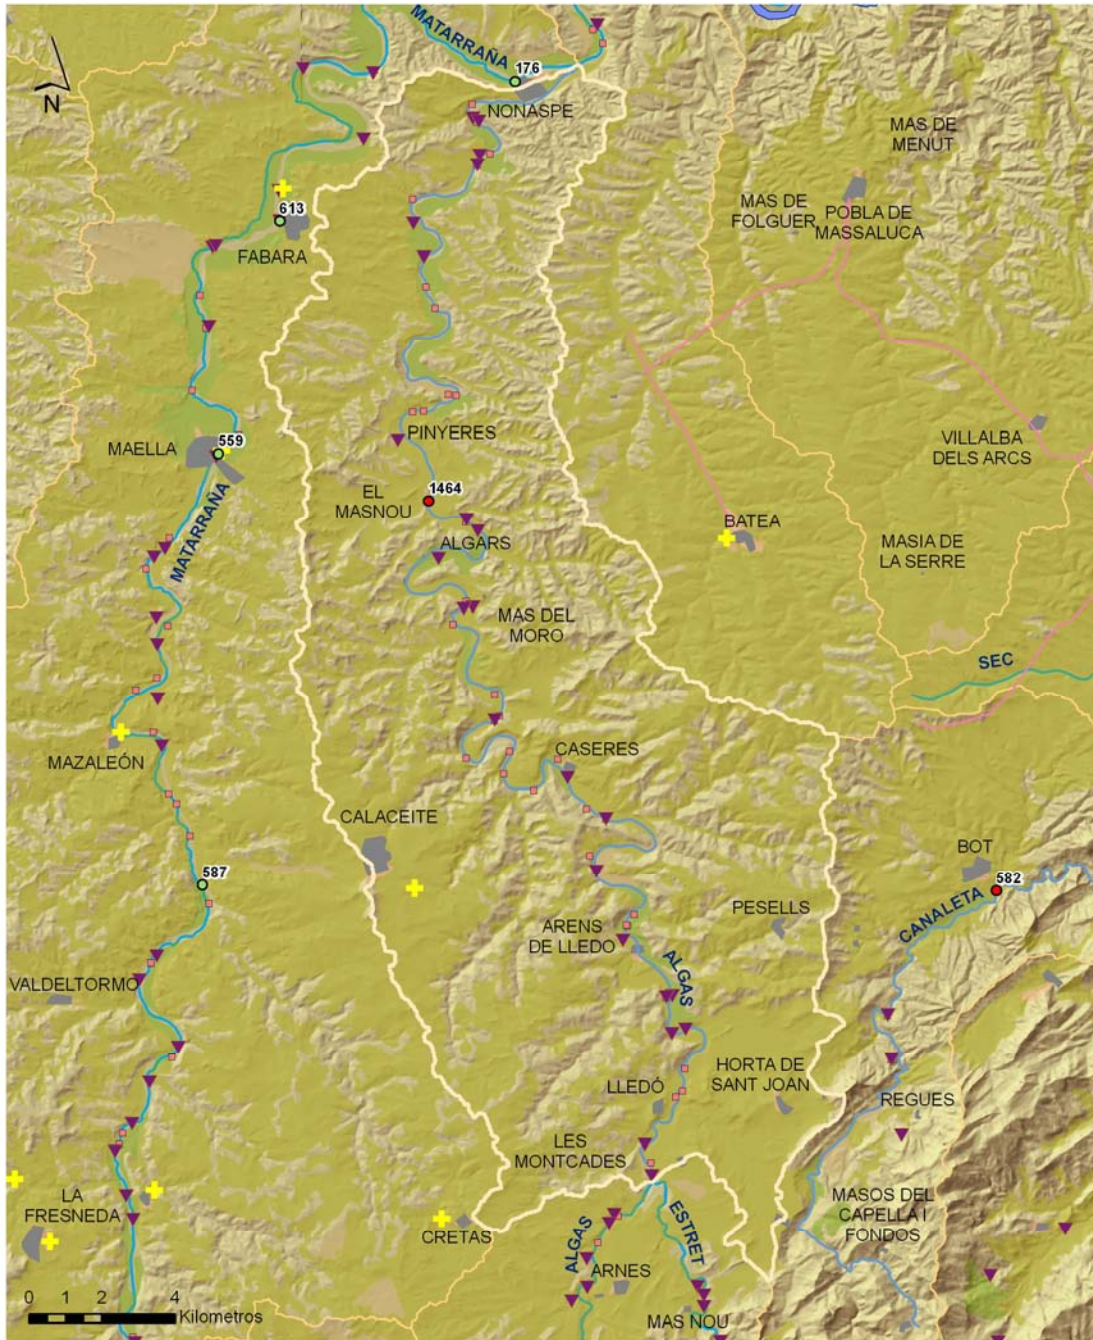 MATARRAÑA
176
N
NONASPE
MAS DE
MENUT
MAS DE
FOLGUER
POBLA DE
MASSALUCA
613
FABARA
VILLALBA
DELS ARCS
PINYERES
559
MAELLA
MATARRAÑA
EL
MASNOU
1464
ALGARS
BATEA
MASIA DE
LA SERRE
MAS DEL
MORO
SEC
MAZALEÓN
CASERES
CALACEITE
BOT
582
587
CANALETA
PESELLS
ARENS
DE LLEDO
ALGAS
VALDELTORMO
HORTA DE
SANT JOAN
LLEDÓ
REGUES
LES
MONTCADES
LA
FRESNEDA
MASOS DEL
CAPELLA I
FONDOS
CRETAS
ALGAS
ESTRET
ARNES
MAS NOU
0 1 2 4
Kilometros